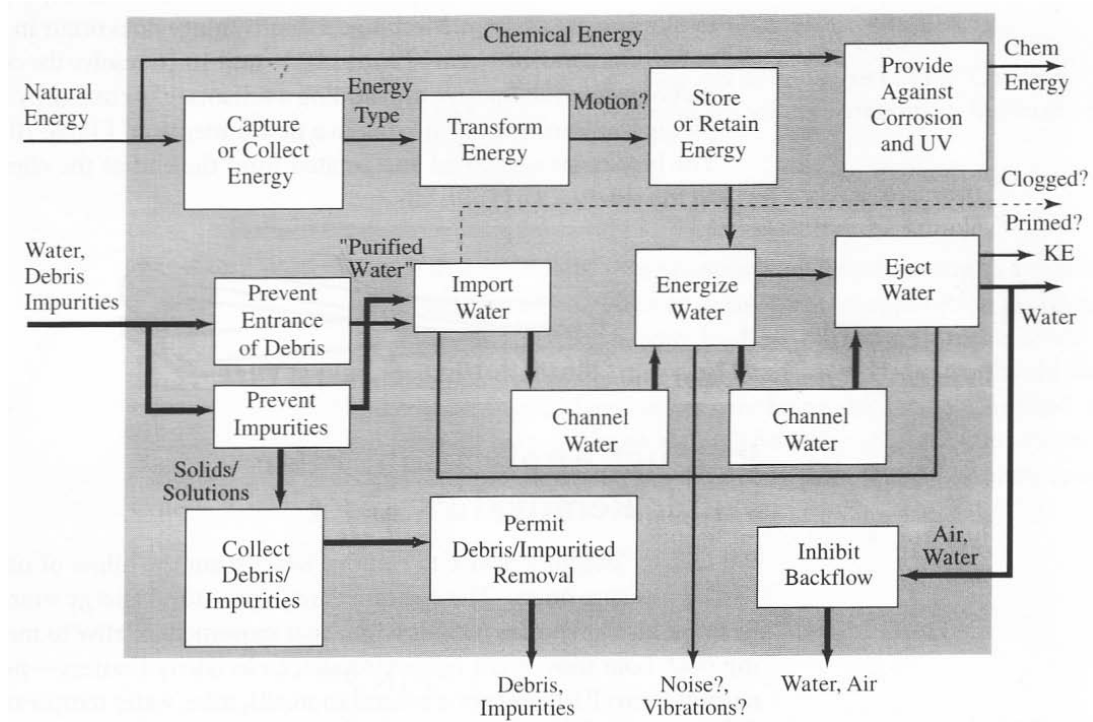 Chemical Energy
Natural
Energy
Capture
or Collect
Energy
Energy
Type
Transform
Energy
Motion?
Store
or Retain
Energy
Provide
Against
Corrosion
and UV
Chem
Energy
Clogged?
Primed?
KE
Water
Water,
Debris
Impurities
"Purified
Water"
Prevent
Entrance
of Debris
Import
Water
Energize
Water
Eject
Water
Prevent
Impurities
Channel
Water
Channel
Water
Solids/
Solutions
Collect
Debris/
Impurities
Permit
Debris/Impuritied
Removal
Inhibit
Backflow
Air,
Water
Debris,
Impurities
Noise?,
Vibrations?
Water, Air